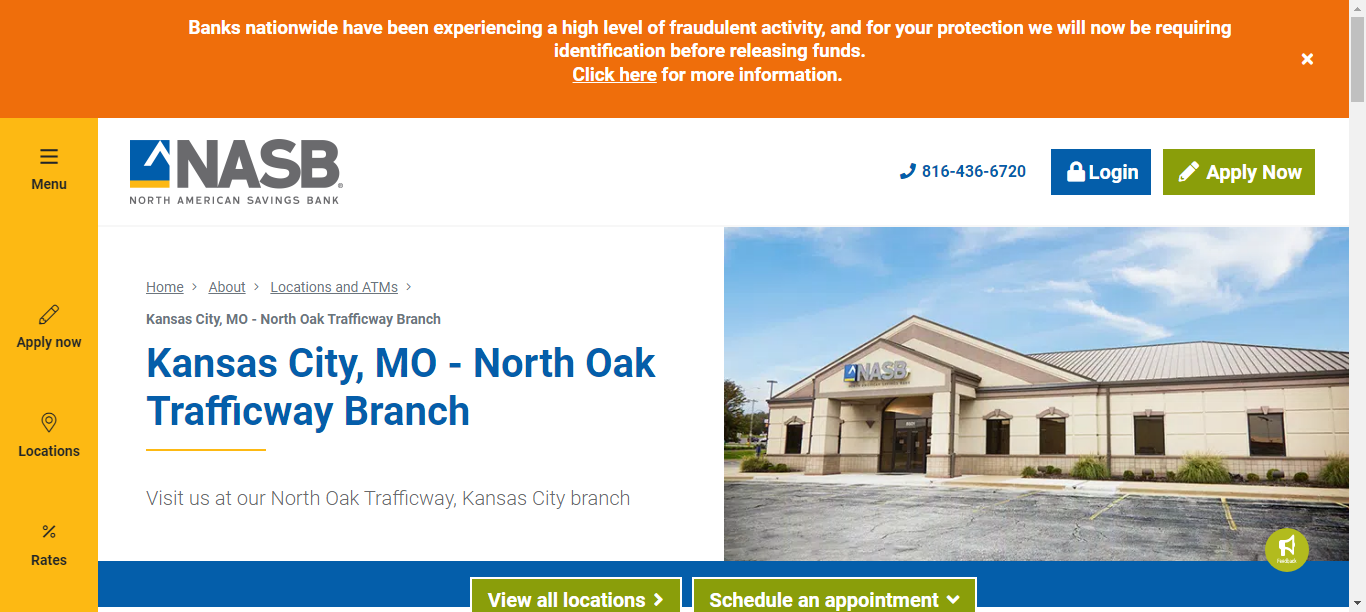 Banks nationwide have been experiencing a high level of fraudulent activity, and for your protection we will now be requiring
identification before releasing funds.
Click here for more information.
Menu
NASB
NORTH AMERICAN SAVINGS BANK
816-436-6720
Login
Apply Now
Home
About
Locations and ATMs
Kansas City, MO - North Oak Trafficway Branch
Kansas City, MO - North Oak
Trafficway Branch
Visit us at our North Oak Trafficway, Kansas City branch
Apply now
Locations
Rates
NASB
Feedback
View all locations
Schedule an appointment